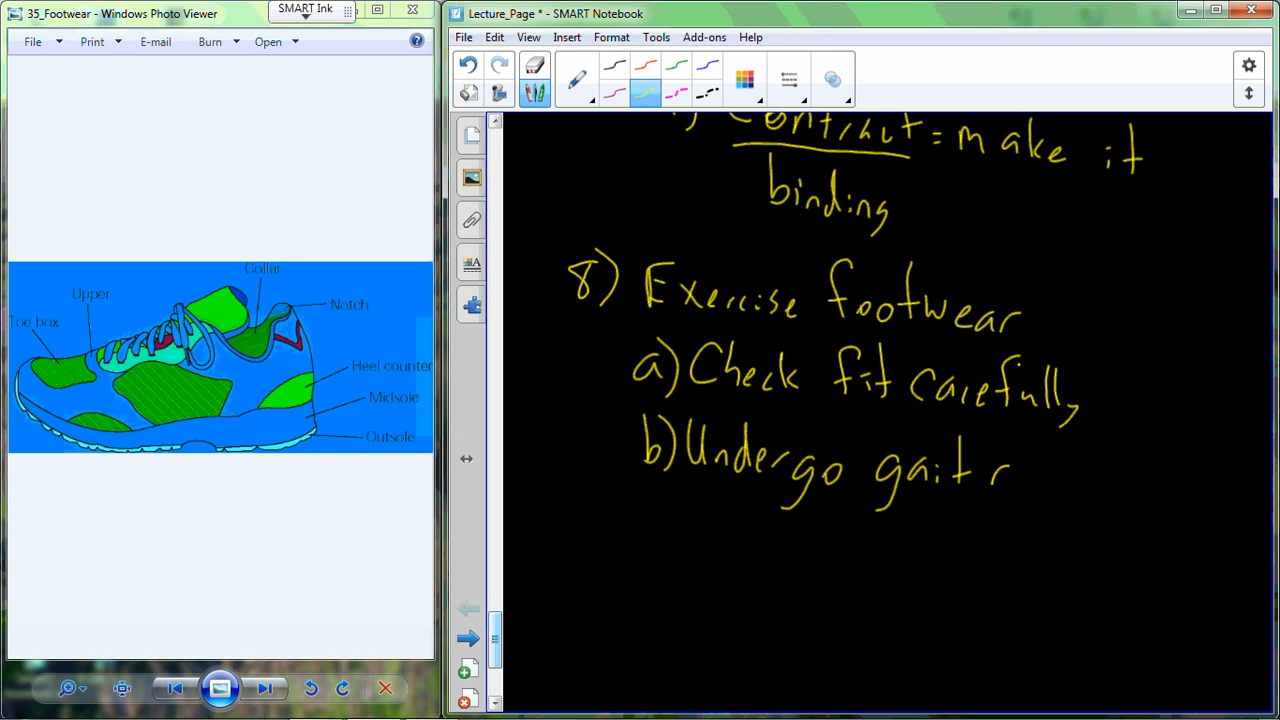 35_Footwear - Windows Photo Viewer
SMART Ink
File Print E-mail Burn Open
Collar
Upper
Notch
Toe box
Heel counter
Midsole
Outsole
Lecture_Page * - SMART Notebook
File Edit View Insert Format Tools Add-ons Help
Contract = make it
binding
8) Exercise footwear
a) Check fit carefully
b) Undergo gait